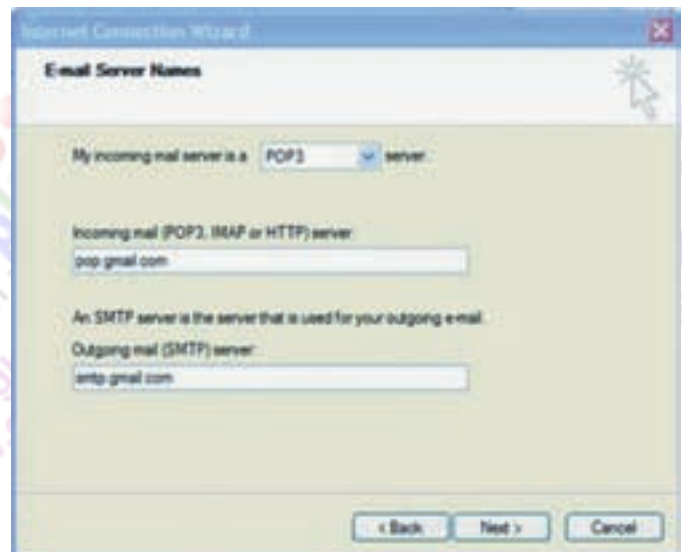 Internet Connection Wizard
E-mail Server Names
My incoming mail server is a POP3 server.
Incoming mail (POP3, IMAP or HTTP) server:
pop.gmail.com
An SMTP server is the server that is used for your outgoing e-mail.
Outgoing mail (SMTP) server:
smtp.gmail.com
< Back Next > Cancel